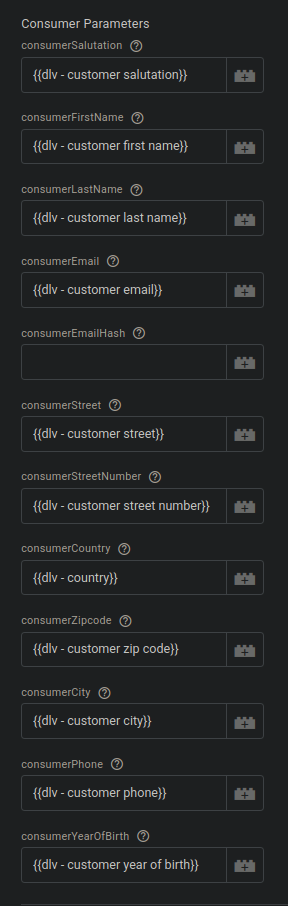 Consumer Parameters
consumerSalutation
{{dlv - customer salutation}}
consumerFirstName
{{dlv - customer first name}}
consumerLastName
{{dlv - customer last name}}
consumerEmail
{{dlv - customer email}}
consumerEmailHash
consumerStreet
{{dlv - customer street}}
consumerStreetNumber
{{dlv - customer street number}}
consumerCountry
{{dlv - country}}
consumerZipcode
{{dlv - customer zip code}}
consumerCity
{{dlv - customer city}}
consumerPhone
{{dlv - customer phone}}
consumerYearOfBirth
{{dlv - customer year of birth}}